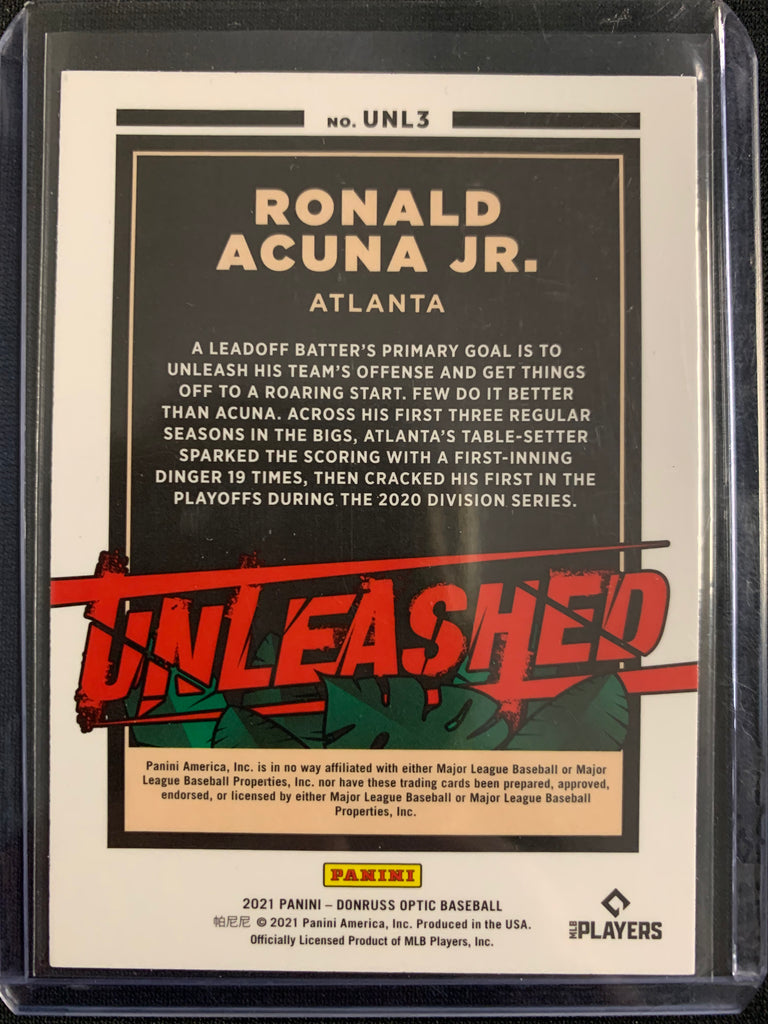 NO. UNL3
RONALD
ACUNA JR.
ATLANTA
A LEADOFF BATTER'S PRIMARY GOAL IS TO
UNLEASH HIS TEAM'S OFFENSE AND GET THINGS
OFF TO A ROARING START. FEW DO IT BETTER
THAN ACUNA. ACROSS HIS FIRST THREE REGULAR
SEASONS IN THE BIGS, ATLANTA'S TABLE-SETTER
SPARKED THE SCORING WITH A FIRST-INNING
DINGER 19 TIMES, THEN CRACKED HIS FIRST IN THE
PLAYOFFS DURING THE 2020 DIVISION SERIES.
UNLEASHED
Panini America, Inc. is in no way affiliated with either Major League Baseball or Major
League Baseball Properties, Inc. nor have these trading cards been prepared, approved,
endorsed, or licensed by either Major League Baseball or Major League Baseball
Properties, Inc.
PANINI
2021 PANINI – DONRUSS OPTIC BASEBALL
帕尼尼 © 2021 Panini America, Inc. Produced in the USA.
Officially Licensed Product of MLB Players, Inc.
MLB PLAYERS